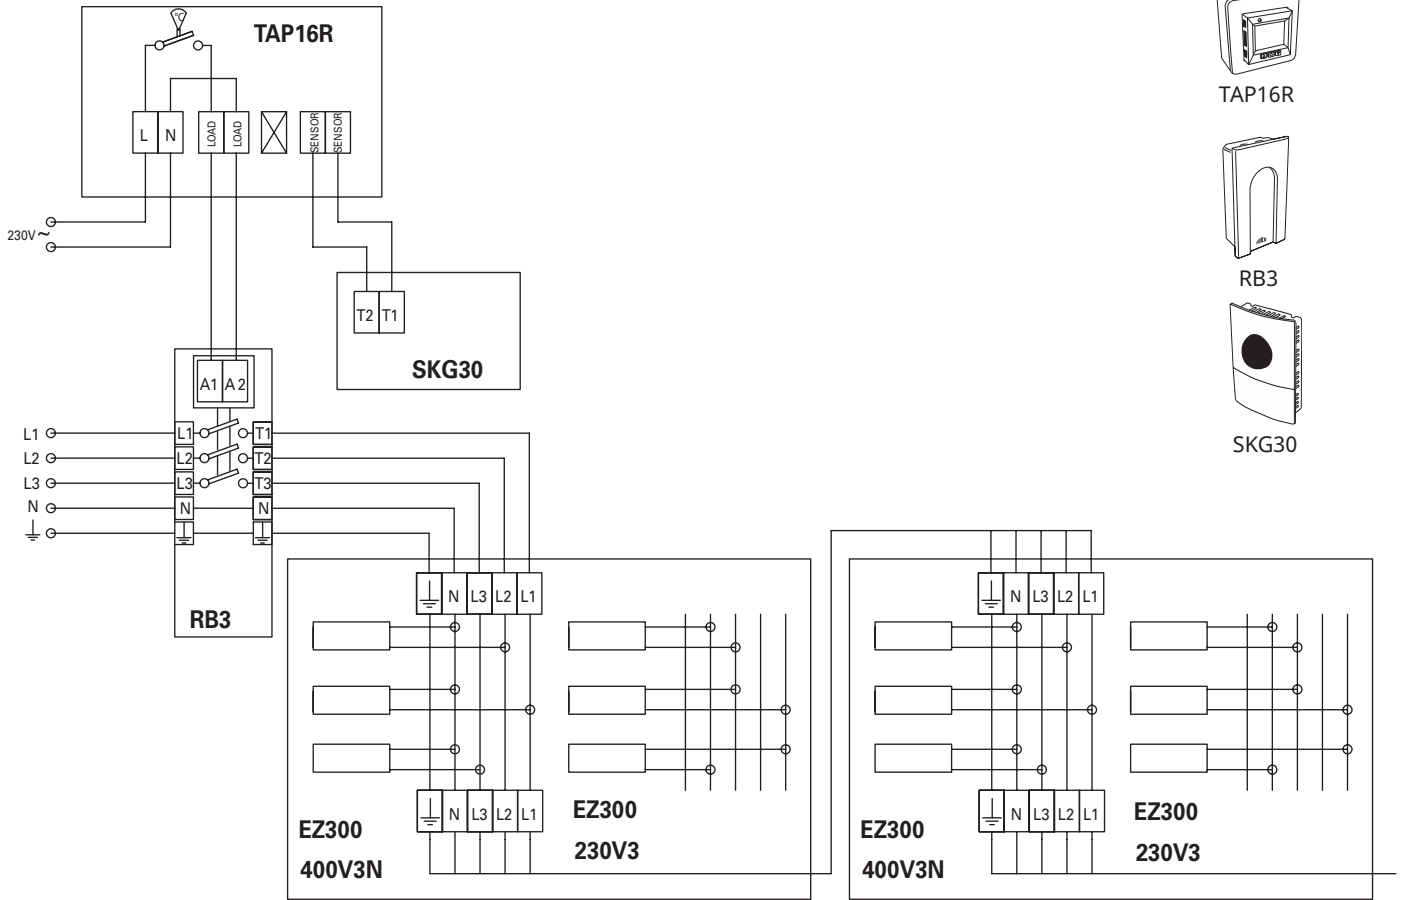 TAP16R
L N LOAD LOAD SENSOR SENSOR
230V~
T2 T1
SKG30
A1 A2
L1 L1 T1
L2 L2 T2
L3 L3 T3
N N N
RB3
N L3 L2 L1
N L3 L2 L1
EZ300
400V3N
EZ300
230V3
N L3 L2 L1
N L3 L2 L1
EZ300
400V3N
EZ300
230V3
TAP16R
RB3
SKG30
°C